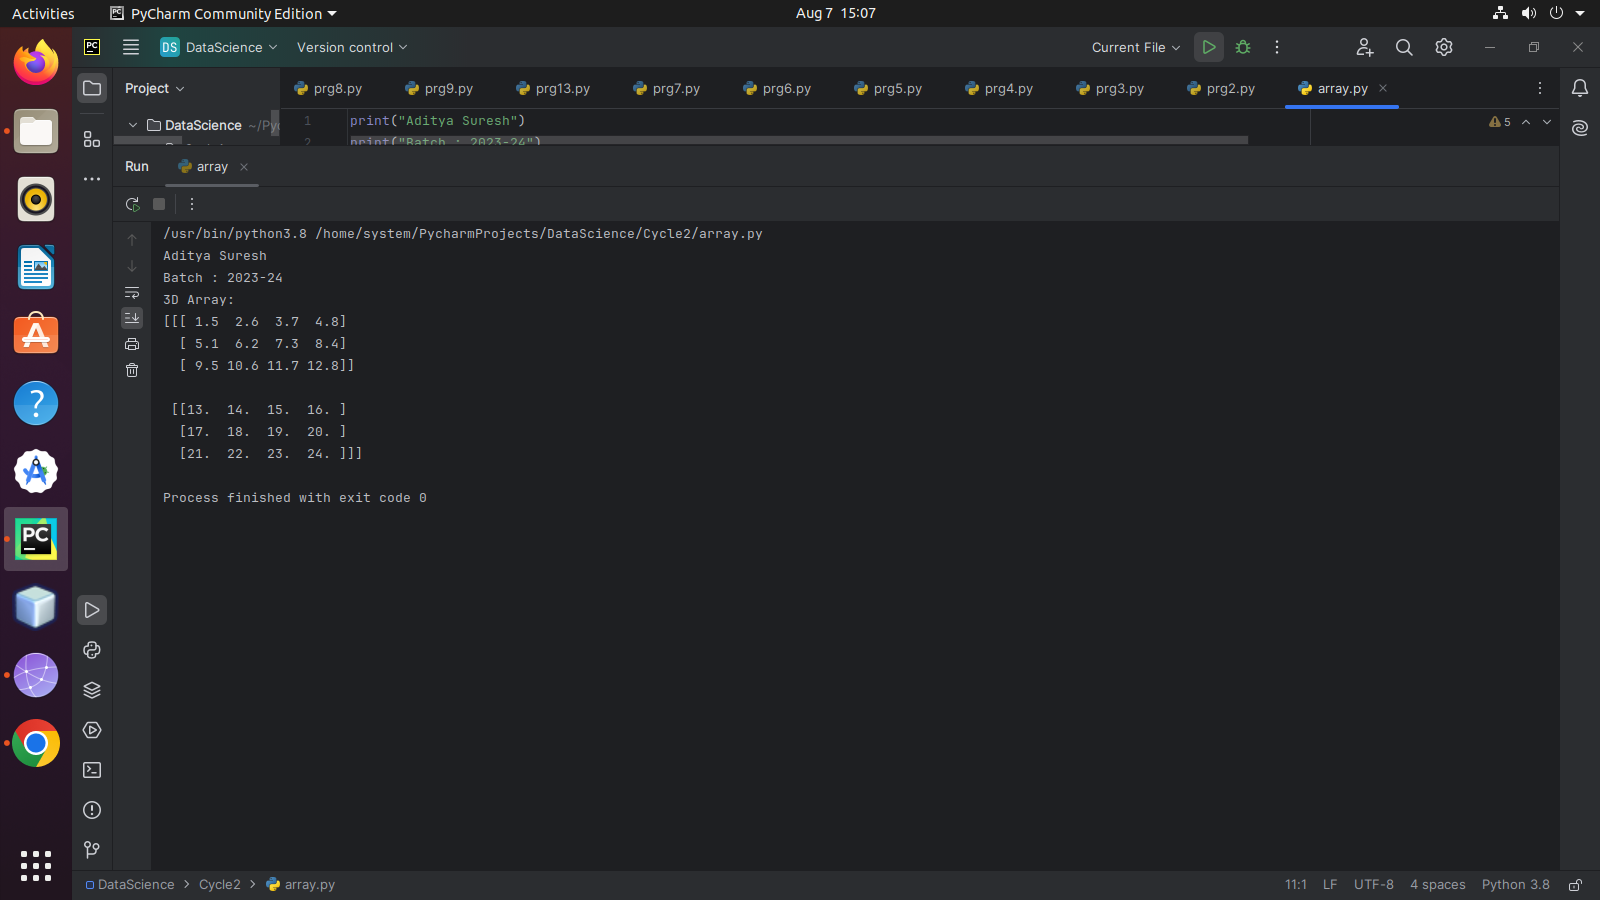 Activities PyCharm Community Edition Aug 7 15:07
PC DS DataScience Version control Current File
Project prg8.py prg9.py prg13.py prg7.py prg6.py prg5.py prg4.py prg3.py prg2.py array.py
DataScience 1 print("Aditya Suresh") 5
2 print("Batch : 2023-24")
Run array
/usr/bin/python3.8 /home/system/PycharmProjects/DataScience/Cycle2/array.py
Aditya Suresh
Batch : 2023-24
3D Array:
[[[ 1.5  2.6  3.7  4.8]
[ 5.1  6.2  7.3  8.4]
[ 9.5 10.6 11.7 12.8]]
[[13.  14.  15.  16. ]
[17.  18.  19.  20. ]
[21.  22.  23.  24. ]]]
Process finished with exit code 0
PC
DataScience Cycle2 array.py 11:1 LF UTF-8 4 spaces Python 3.8